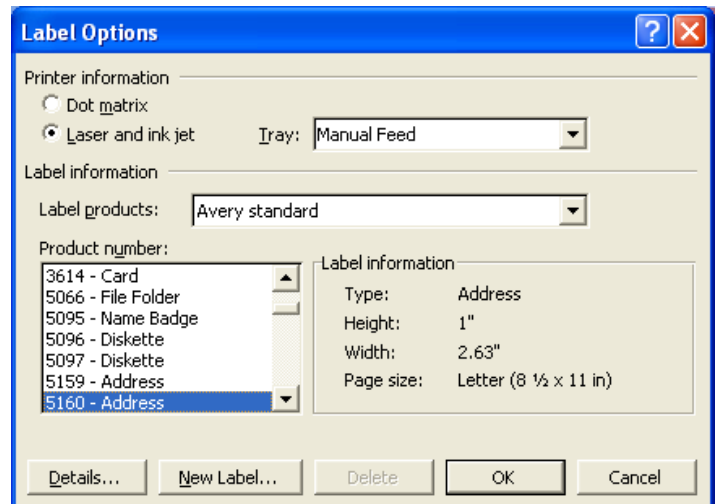 Label Options
Printer information
Dot matrix
Laser and ink jet Tray: Manual Feed
Label information
Label products: Avery standard
Product number:
3614 - Card
5066 - File Folder
5095 - Name Badge
5096 - Diskette
5097 - Diskette
5159 - Address
5160 - Address
Label information
Type: Address
Height: 1"
Width: 2.63"
Page size: Letter (8 ½ x 11 in)
Details... New Label... Delete OK Cancel